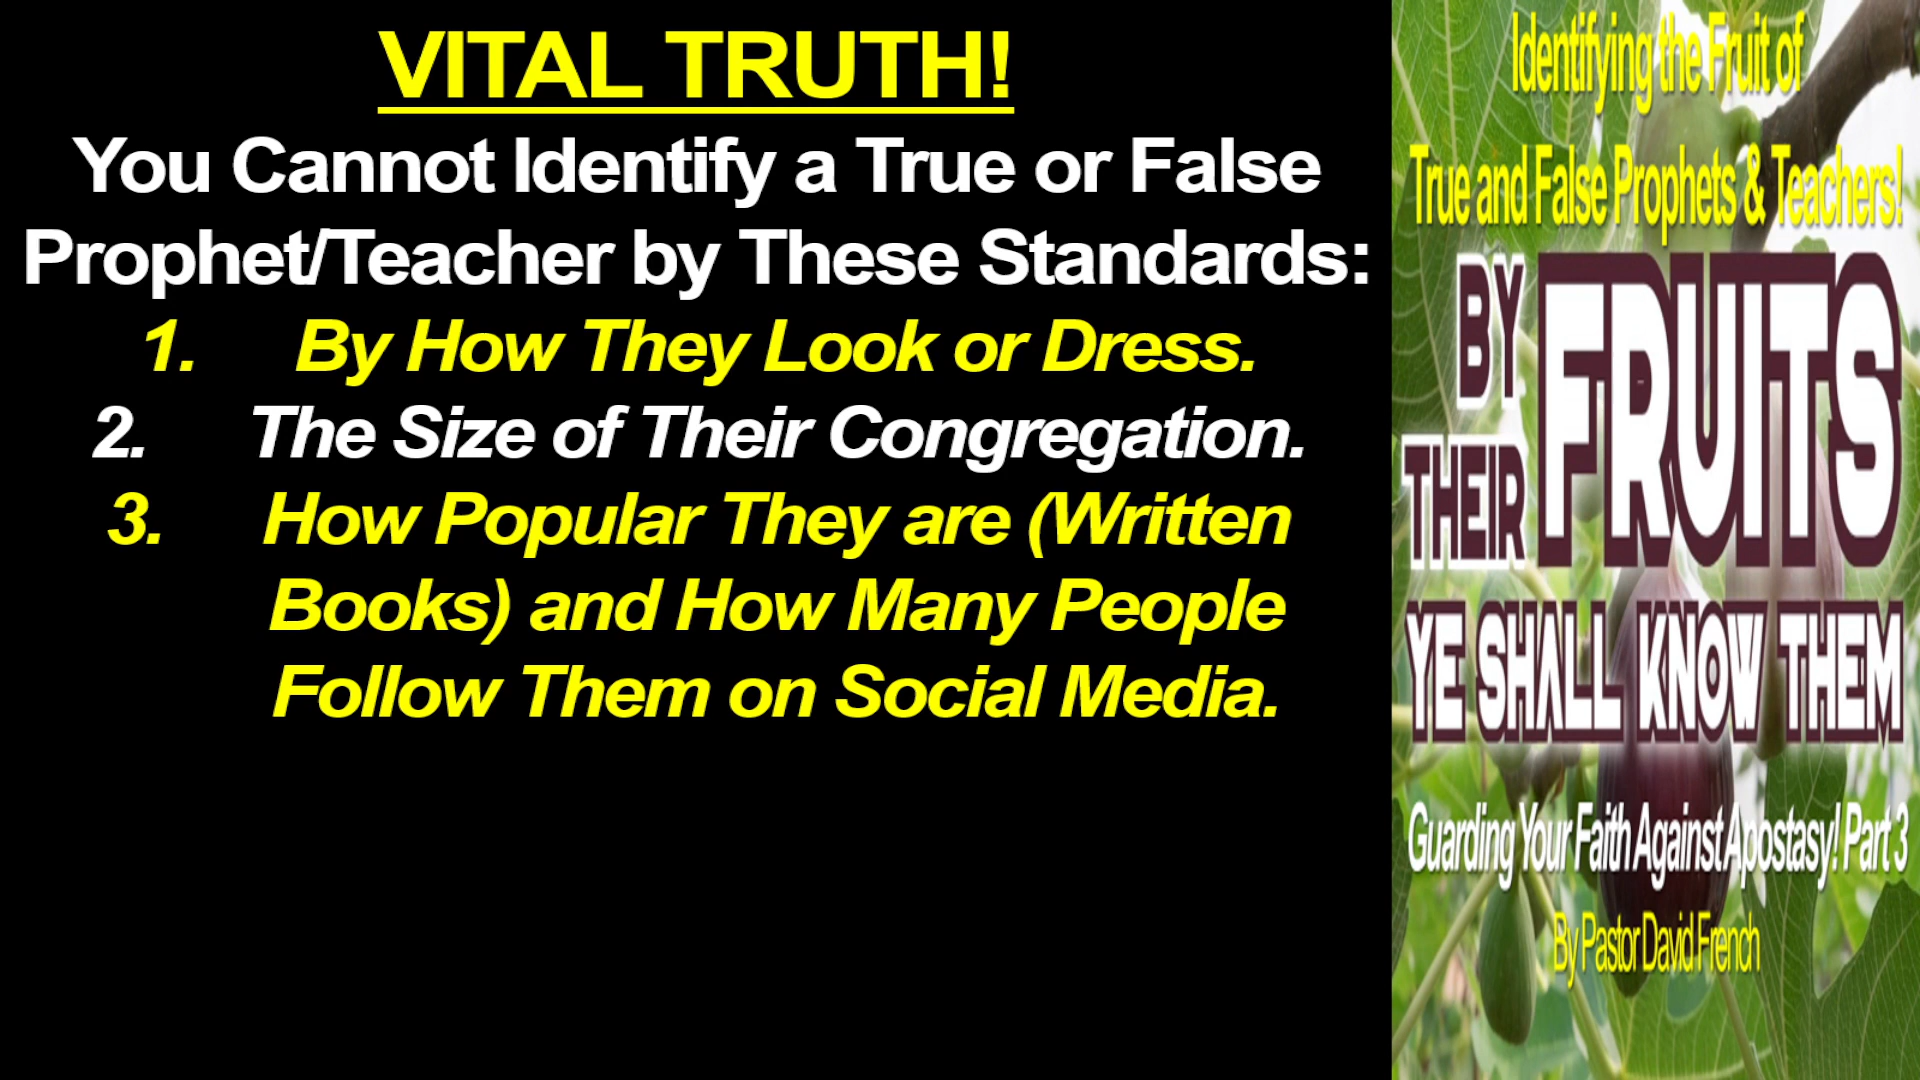 VITAL TRUTH!
You Cannot Identify a True or False
Prophet/Teacher by These Standards:
1. By How They Look or Dress.
2. The Size of Their Congregation.
3. How Popular They are (Written
Books) and How Many People
Follow Them on Social Media.
Identifying the Fruit of
True and False Prophets & Teachers!
BY
THEIR FRUITS
YE SHALL KNOW THEM
Guarding Your Faith Against Apostasy! Part 3
By Pastor David French